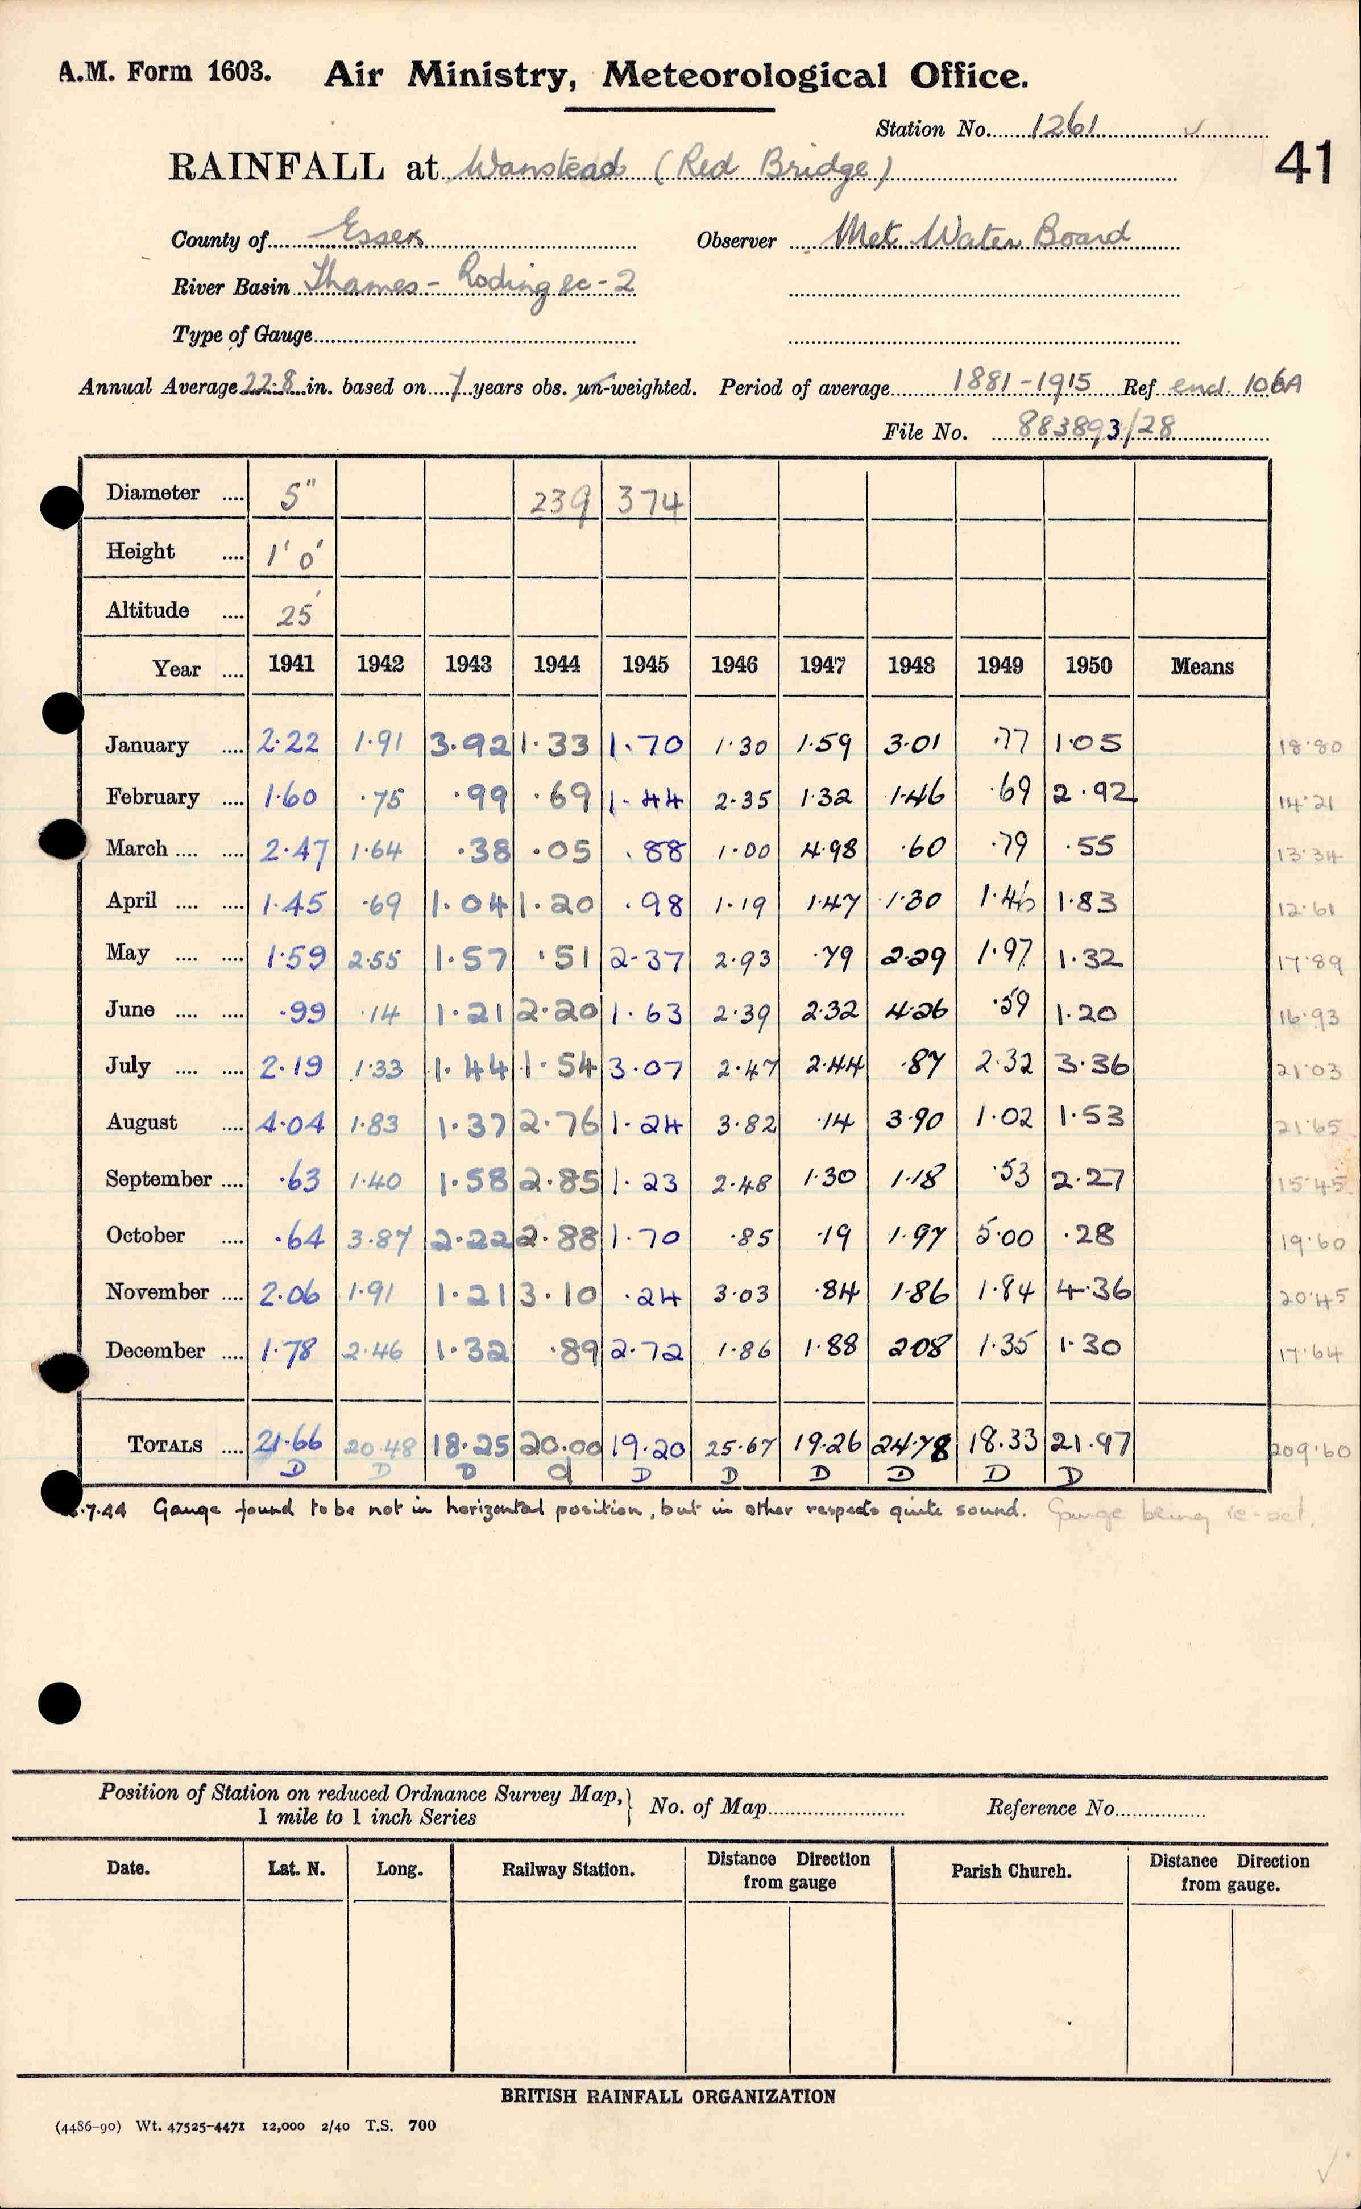 A.M. Form 1603. Air Ministry, Meteorological Office.
Station No. 1261
41
RAINFALL at Wanstead (Red Bridge)
County of Essex Observer Met. Water Board
River Basin Thames - Roding &c - 2
Type of Gauge
Annual Average 22.8 in. based on 7 years obs. un-weighted. Period of average 1881-1915 Ref encl. 106A
File No. 883893/28
Diameter .... 5" 239 374
Height .... 1' 0"
Altitude .... 25'
Year .... 1941 1942 1943 1944 1945 1946 1947 1948 1949 1950 Means
January .... 2.22 1.91 3.92 1.33 1.70 1.30 1.59 3.01 .77 1.05 18.80
February .... 1.60 .75 .99 .69 1.44 2.35 1.32 1.46 .69 2.92 14.21
March .... .... 2.47 1.64 .38 .05 .88 1.00 4.98 .60 .79 .55 13.34
April .... .... 1.45 .69 1.04 1.20 .98 1.19 1.47 1.30 1.46 1.83 12.61
May .... .... 1.59 2.55 1.57 .51 2.37 2.93 .79 2.29 1.97 1.32 17.89
June .... .... .99 .14 1.21 2.20 1.63 2.39 2.32 4.26 .59 1.20 16.93
July .... .... 2.19 1.33 1.44 1.54 3.07 2.47 2.44 .87 2.32 3.36 21.03
August .... 4.04 1.83 1.37 2.76 1.24 3.82 .14 3.90 1.02 1.53 21.65
September .... .63 1.40 1.58 2.85 1.23 2.48 1.30 1.18 .53 2.27 15.45
October .... .64 3.87 2.22 2.88 1.70 .85 .19 1.97 5.00 .28 19.60
November .... 2.06 1.91 1.21 3.10 .24 3.03 .84 1.86 1.84 4.36 20.45
December .... 1.78 2.46 1.32 .89 2.72 1.86 1.88 2.08 1.35 1.30 17.64
TOTALS .... 21.66 20.48 18.25 20.00 19.20 25.67 19.26 24.78 18.33 21.97 209.60
D D D d D D D D D D
.7.44 Gauge found to be not in horizontal position, but in other respects quite sound. Gauge being re-set.
Position of Station on reduced Ordnance Survey Map, 1 mile to 1 inch Series } No. of Map Reference No.
Date. Lat. N. Long. Railway Station. Distance Direction from gauge Parish Church. Distance Direction from gauge.
BRITISH RAINFALL ORGANIZATION
(4486-90) Wt. 47525-4471 12,000 2/40 T.S. 700